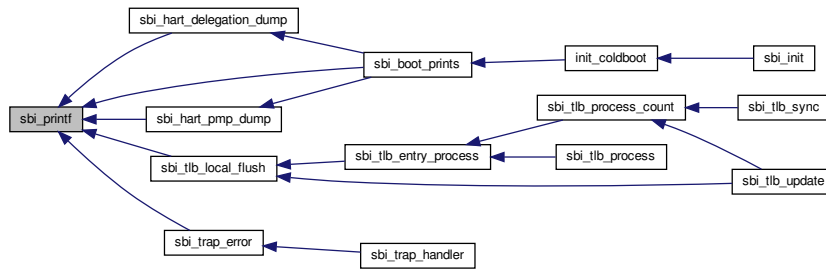 sbi_hart_delegation_dump
sbi_boot_prints
init_coldboot
sbi_init
sbi_printf
sbi_hart_pmp_dump
sbi_tlb_process_count
sbi_tlb_sync
sbi_tlb_local_flush
sbi_tlb_entry_process
sbi_tlb_process
sbi_tlb_update
sbi_trap_error
sbi_trap_handler